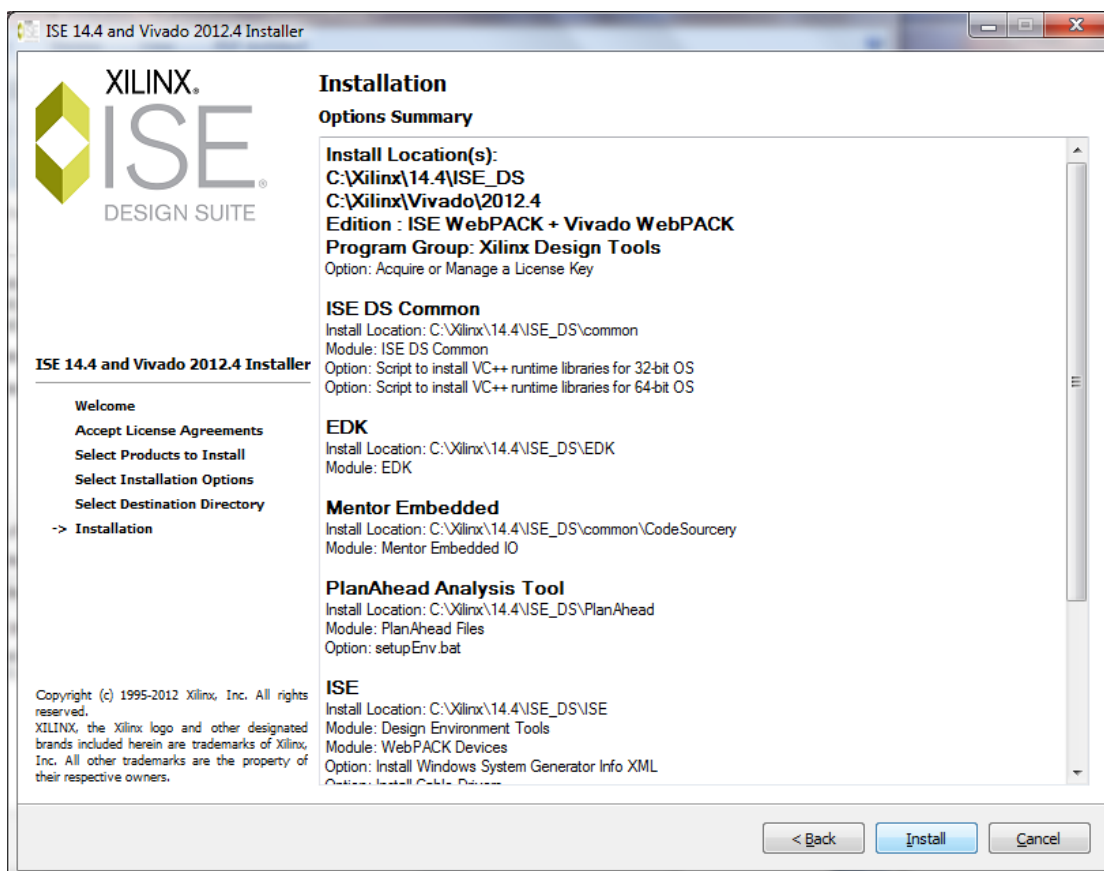 ISE 14.4 and Vivado 2012.4 Installer
XILINX®
ISE®
DESIGN SUITE
ISE 14.4 and Vivado 2012.4 Installer
Welcome
Accept License Agreements
Select Products to Install
Select Installation Options
Select Destination Directory
-> Installation
Copyright (c) 1995-2012 Xilinx, Inc. All rights
reserved.
XILINX, the Xilinx logo and other designated
brands included herein are trademarks of Xilinx,
Inc. All other trademarks are the property of
their respective owners.
Installation
Options Summary
Install Location(s):
C:\Xilinx\14.4\ISE_DS
C:\Xilinx\Vivado\2012.4
Edition : ISE WebPACK + Vivado WebPACK
Program Group: Xilinx Design Tools
Option: Acquire or Manage a License Key
ISE DS Common
Install Location: C:\Xilinx\14.4\ISE_DS\common
Module: ISE DS Common
Option: Script to install VC++ runtime libraries for 32-bit OS
Option: Script to install VC++ runtime libraries for 64-bit OS
EDK
Install Location: C:\Xilinx\14.4\ISE_DS\EDK
Module: EDK
Mentor Embedded
Install Location: C:\Xilinx\14.4\ISE_DS\common\CodeSourcery
Module: Mentor Embedded IO
PlanAhead Analysis Tool
Install Location: C:\Xilinx\14.4\ISE_DS\PlanAhead
Module: PlanAhead Files
Option: setupEnv.bat
ISE
Install Location: C:\Xilinx\14.4\ISE_DS\ISE
Module: Design Environment Tools
Module: WebPACK Devices
Option: Install Windows System Generator Info XML
Option: Install Cable Drivers
< Back
Install
Cancel